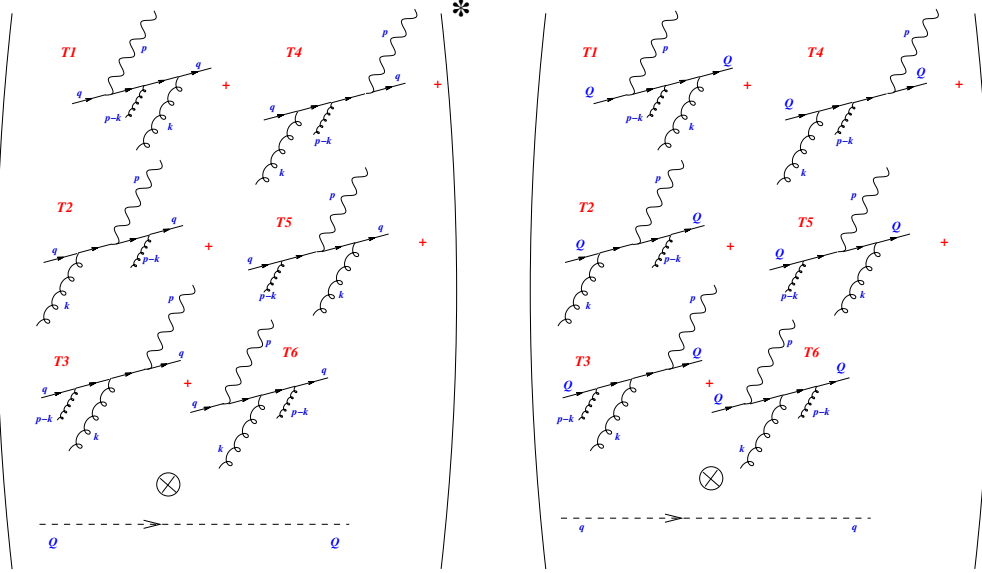 *
T1
p
q
q
p-k
k
+
T4
p
q
q
p-k
k
+
T2
p
q
q
p-k
k
+
T5
p
q
q
p-k
k
+
T3
p
q
q
p-k
k
+
T6
p
q
q
p-k
k
⊗
Q
Q
T1
p
Q
Q
p-k
k
+
T4
p
Q
Q
p-k
k
+
T2
p
Q
Q
p-k
k
+
T5
p
Q
Q
p-k
k
+
T3
p
Q
Q
p-k
k
+
T6
p
Q
Q
p-k
k
⊗
q
q